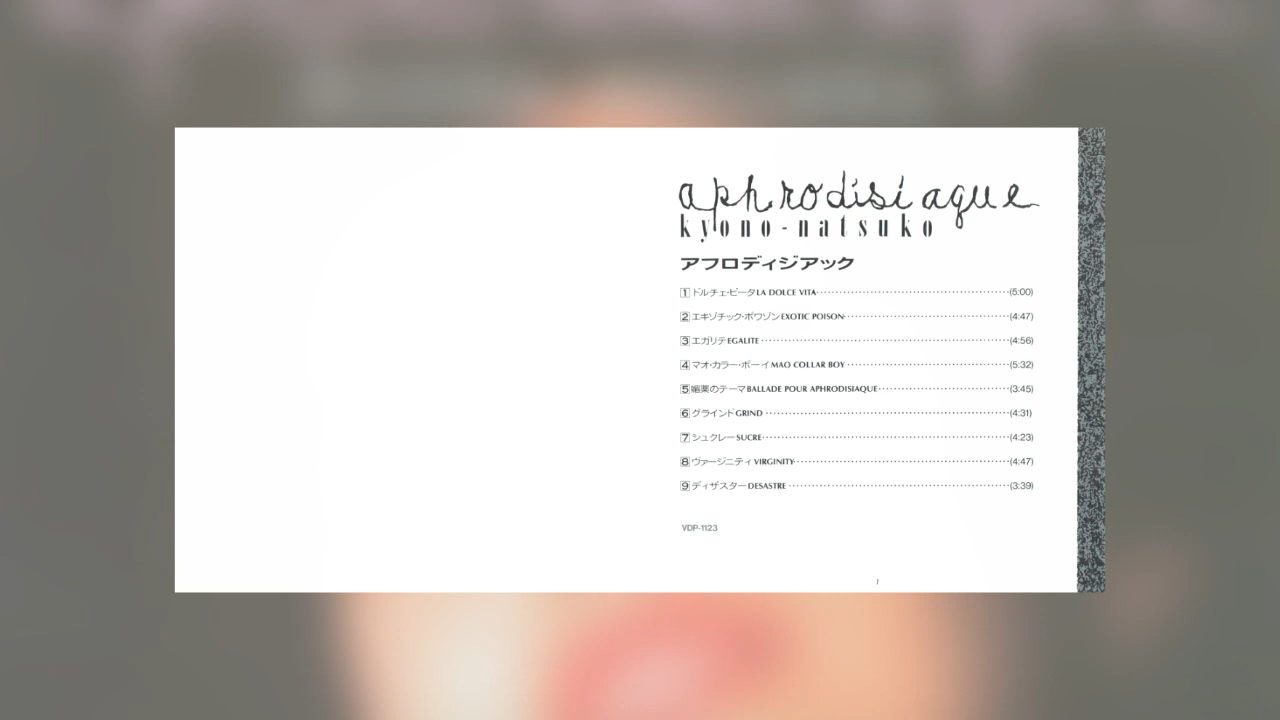 aphrodisiaque
kyono-natsuko
アフロディジアック
1 ドルチェ・ビータ LA DOLCE VITA (5:00)
2 エキゾチック・ポワゾン EXOTIC POISON (4:47)
3 エガリテ EGALITE (4:56)
4 マオ・カラー・ボーイ MAO COLLAR BOY (5:32)
5 媚薬のテーマ BALLADE POUR APHRODISIAQUE (3:45)
6 グラインド GRIND (4:31)
7 シュクレー SUCRE (4:23)
8 ヴァージニティ VIRGINITY (4:47)
9 ディザスター DESASTRE (3:39)
VDP-1123
1